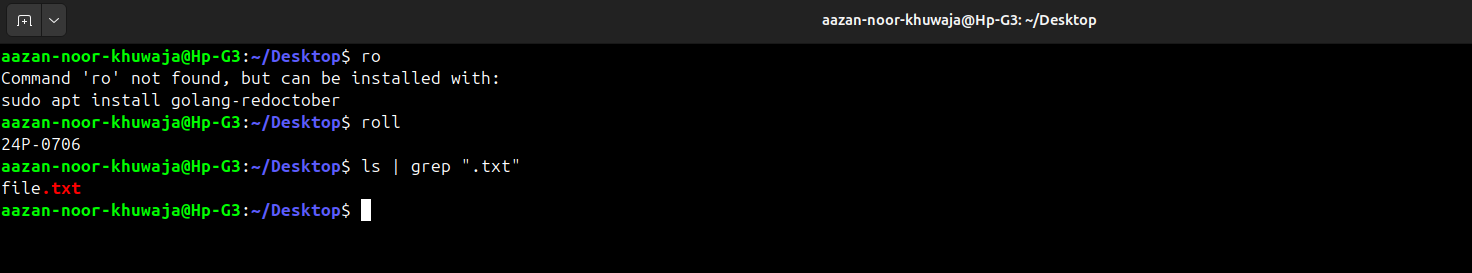 aazan-noor-khuwaja@Hp-G3: ~/Desktop
aazan-noor-khuwaja@Hp-G3:~/Desktop$ ro
Command 'ro' not found, but can be installed with:
sudo apt install golang-redoctober
aazan-noor-khuwaja@Hp-G3:~/Desktop$ roll
24P-0706
aazan-noor-khuwaja@Hp-G3:~/Desktop$ ls | grep ".txt"
file.txt
aazan-noor-khuwaja@Hp-G3:~/Desktop$